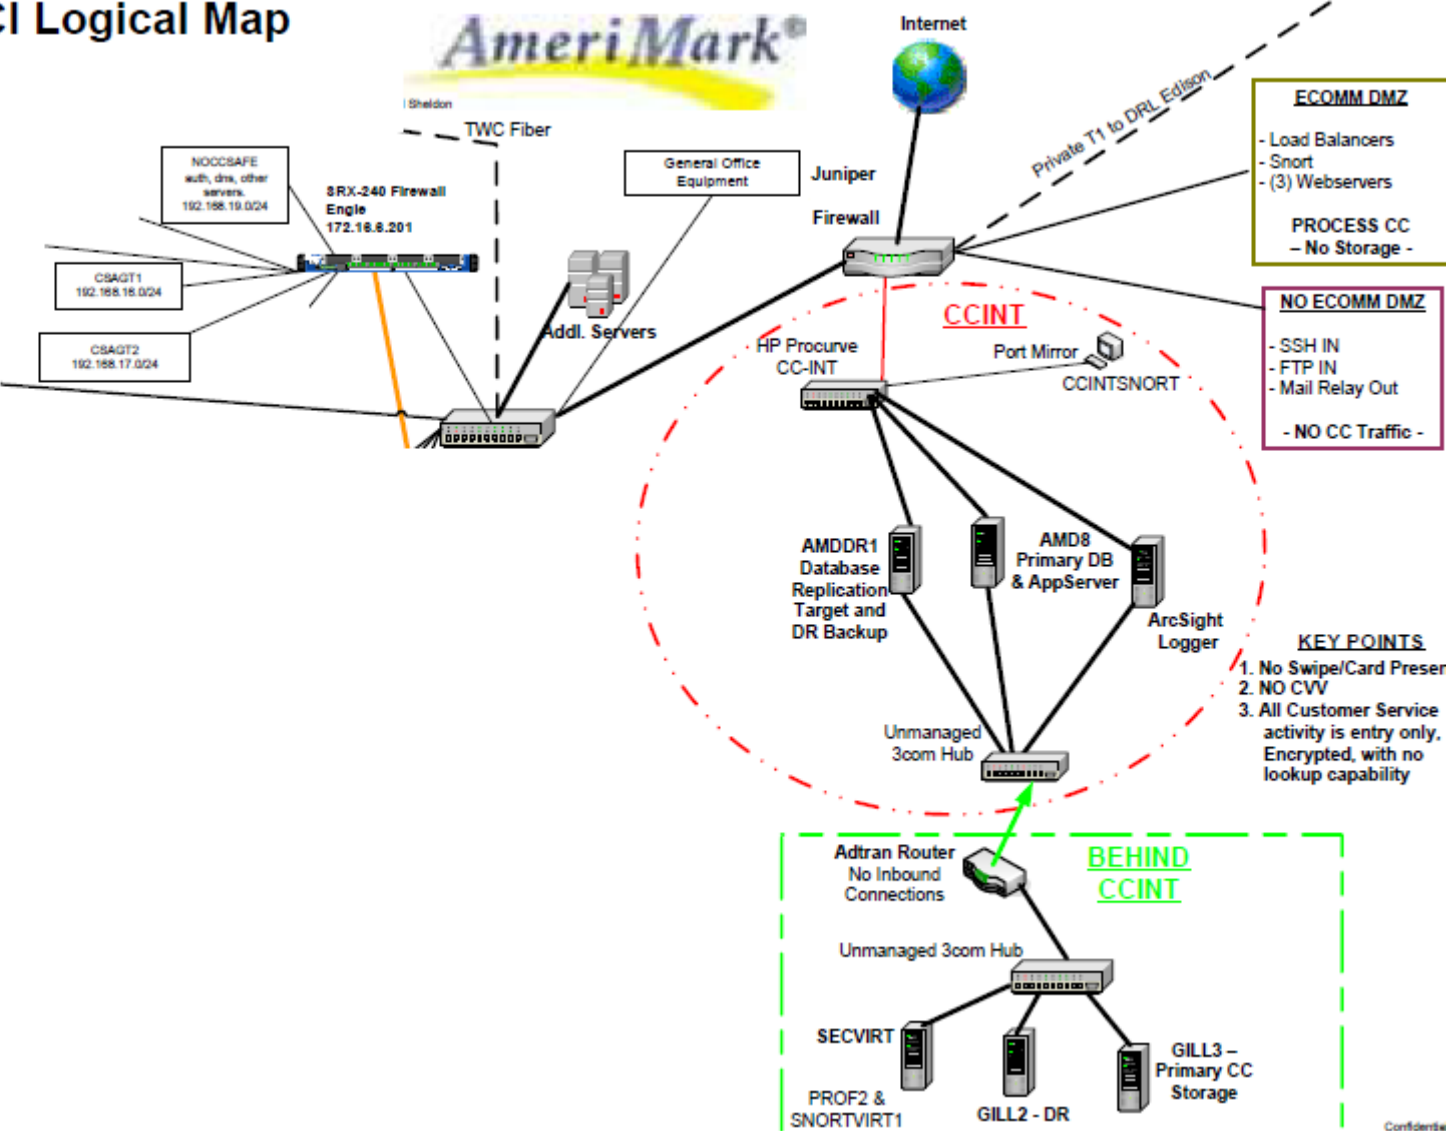 CI Logical Map
AmeriMark®
Sheldon
TWC Fiber
NOCCSAFE
auth, dns, other
servers.
192.168.19.0/24
SRX-240 Firewall
Engle
172.16.6.201
CSAGT1
192.168.16.0/24
CSAGT2
192.168.17.0/24
General Office
Equipment
Addl. Servers
Internet
Juniper
Firewall
Private T1 to DRL Edison
ECOMM DMZ
- Load Balancers
- Snort
- (3) Webservers
PROCESS CC
– No Storage -
NO ECOMM DMZ
- SSH IN
- FTP IN
- Mail Relay Out
- NO CC Traffic -
CCINT
HP Procurve
CC-INT
Port Mirror
CCINTSNORT
AMDDR1
Database
Replication
Target and
DR Backup
AMD8
Primary DB
& AppServer
ArcSight
Logger
Unmanaged
3com Hub
KEY POINTS
1. No Swipe/Card Presen
2. NO CVV
3. All Customer Service
activity is entry only,
Encrypted, with no
lookup capability
BEHIND
CCINT
Adtran Router
No Inbound
Connections
Unmanaged 3com Hub
SECVIRT
PROF2 &
SNORTVIRT1
GILL2 - DR
GILL3 –
Primary CC
Storage
Confidentia